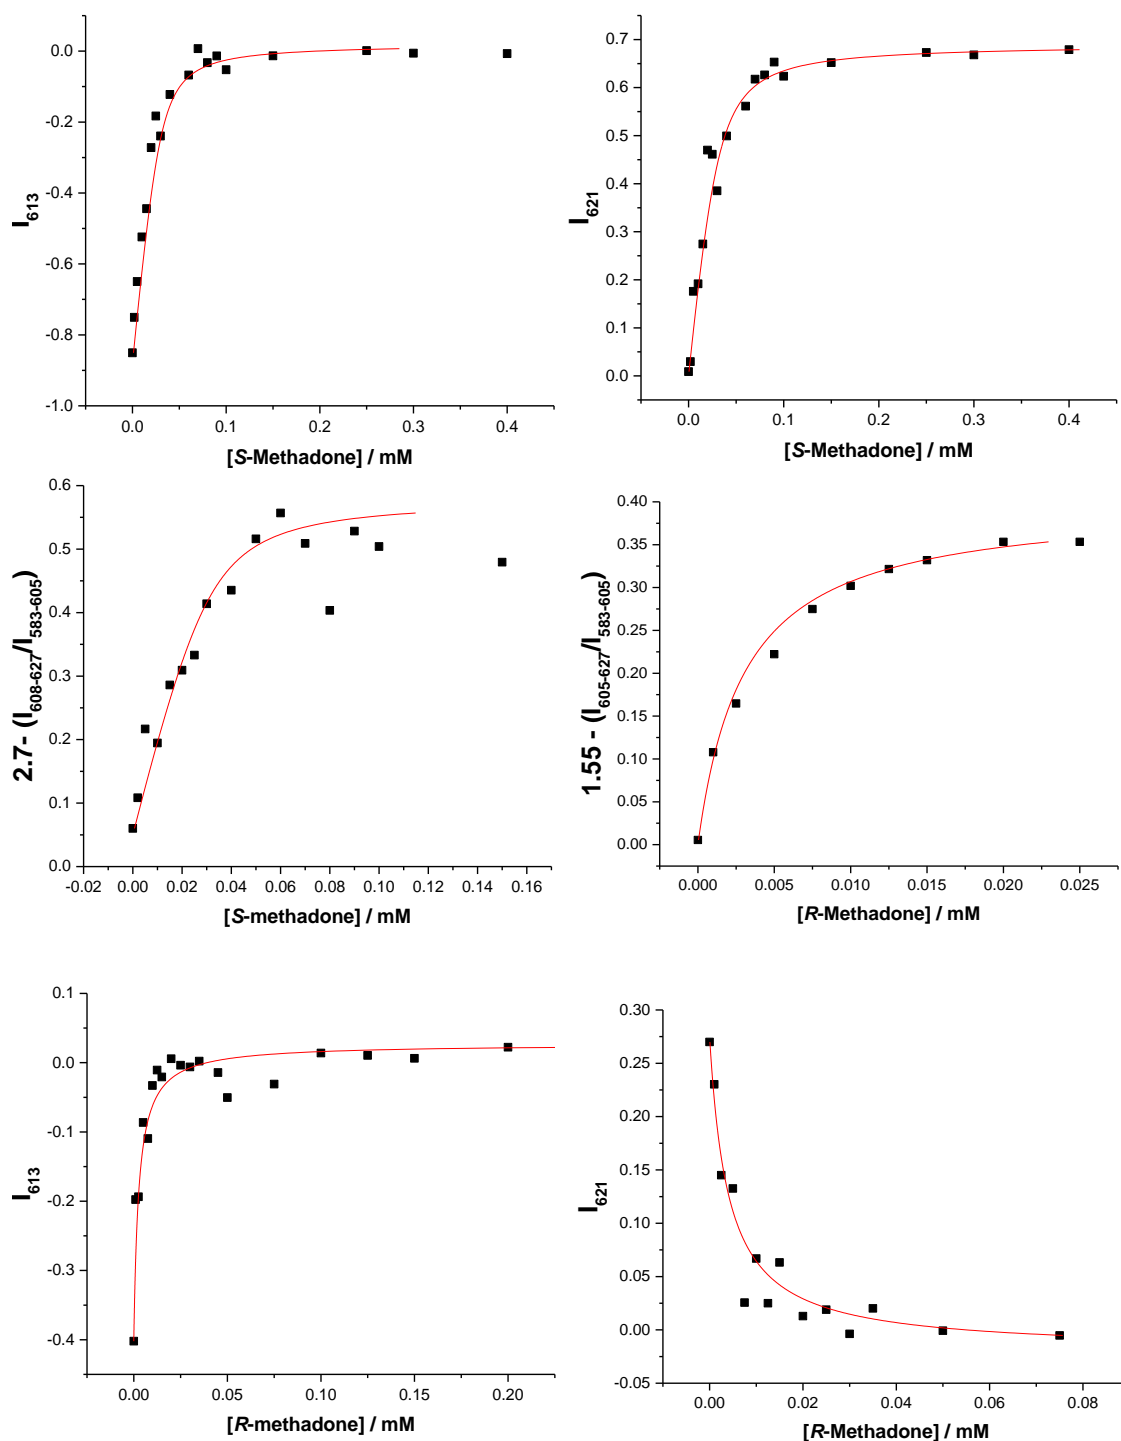 0.0
-0.2
-0.4
-0.6
-0.8
-1.0
I613
0.0 0.1 0.2 0.3 0.4
[S-Methadone] / mM
0.7
0.6
0.5
0.4
0.3
0.2
0.1
0.0
I621
0.0 0.1 0.2 0.3 0.4
[S-Methadone] / mM
0.6
0.5
0.4
0.3
0.2
0.1
0.0
2.7- (I608-627/I583-605)
-0.02 0.00 0.02 0.04 0.06 0.08 0.10 0.12 0.14 0.16
[S-methadone] / mM
0.40
0.35
0.30
0.25
0.20
0.15
0.10
0.05
0.00
1.55 - (I605-627/I583-605)
0.000 0.005 0.010 0.015 0.020 0.025
[R-Methadone] / mM
0.1
0.0
-0.1
-0.2
-0.3
-0.4
I613
0.00 0.05 0.10 0.15 0.20
[R-methadone] / mM
0.30
0.25
0.20
0.15
0.10
0.05
0.00
-0.05
I621
0.00 0.02 0.04 0.06 0.08
[R-Methadone] / mM